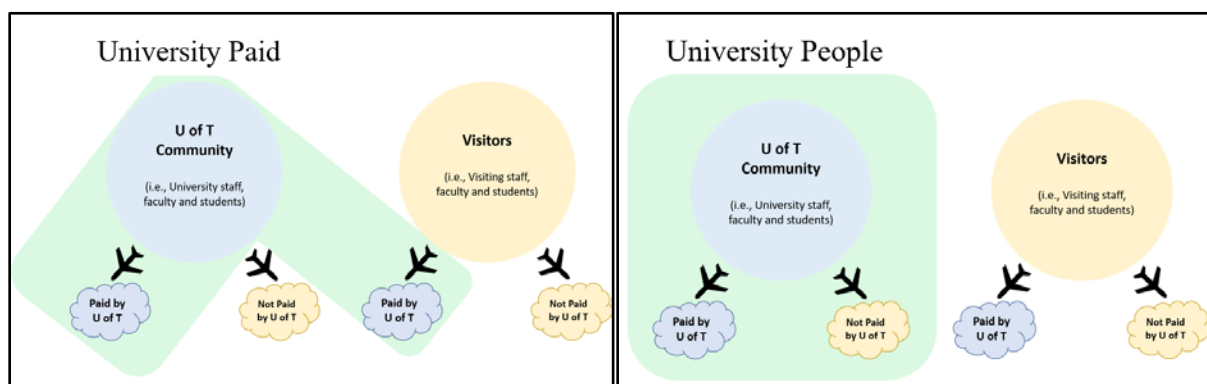 University Paid
U of T
Community
(i.e., University staff,
faculty and students)
Visitors
(i.e., Visiting staff,
faculty and students)
Paid by
U of T
Not Paid
by U of T
Paid by
U of T
Not Paid
by U of T
University People
U of T
Community
(i.e., University staff,
faculty and students)
Visitors
(i.e., Visiting staff,
faculty and students)
Paid by
U of T
Not Paid
by U of T
Paid by
U of T
Not Paid
by U of T